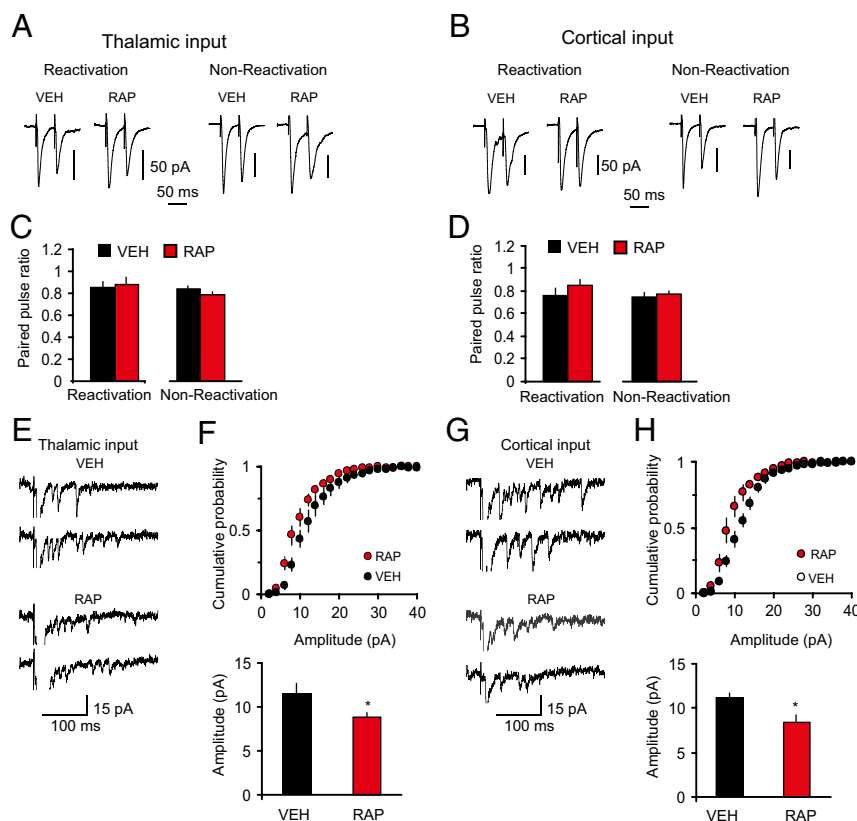 A
Thalamic input
Reactivation
Non-Reactivation
VEH
RAP
VEH
RAP
50 pA
50 ms
B
Cortical input
Reactivation
Non-Reactivation
VEH
RAP
VEH
RAP
50 pA
50 ms
C
VEH
RAP
Paired pulse ratio
1.2
1
0.8
0.6
0.4
0.2
0
Reactivation
Non-Reactivation
D
VEH
RAP
Paired pulse ratio
1.2
1
0.8
0.6
0.4
0.2
0
Reactivation
Non-Reactivation
E
Thalamic input
VEH
RAP
15 pA
100 ms
F
Cumulative probability
1
0.5
0
RAP
VEH
0
10
20
30
40
Amplitude (pA)
Amplitude (pA)
15
10
5
0
*
VEH
RAP
G
Cortical input
VEH
RAP
15 pA
100 ms
H
Cumulative probability
1
0.5
0
RAP
VEH
0
10
20
30
40
Amplitude (pA)
Amplitude (pA)
15
10
5
0
*
VEH
RAP